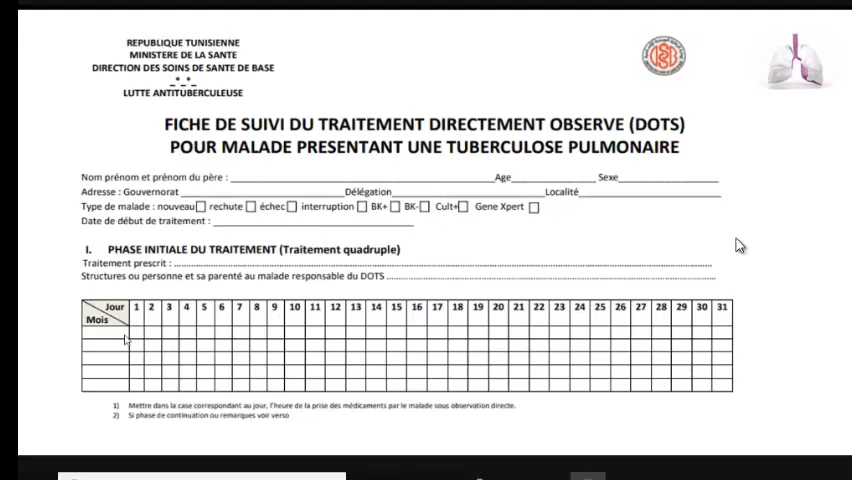 REPUBLIQUE TUNISIENNE
MINISTERE DE LA SANTE
DIRECTION DES SOINS DE SANTE DE BASE
_*_*_
LUTTE ANTITUBERCULEUSE
FICHE DE SUIVI DU TRAITEMENT DIRECTEMENT OBSERVE (DOTS)
POUR MALADE PRESENTANT UNE TUBERCULOSE PULMONAIRE
Nom prénom et prénom du père : ____ Age____ Sexe____
Adresse : Gouvernorat ____Délégation____Localité____
Type de malade : nouveau☐ rechute ☐ échec☐ interruption ☐ BK+☐ BK-☐ Cult+☐ Gene Xpert ☐
Date de début de traitement : ____
I. PHASE INITIALE DU TRAITEMENT (Traitement quadruple)
Traitement prescrit : ....
Structures ou personne et sa parenté au malade responsable du DOTS ....
Jour 1 2 3 4 5 6 7 8 9 10 11 12 13 14 15 16 17 18 19 20 21 22 23 24 25 26 27 28 29 30 31
Mois
1) Mettre dans la case correspondant au jour, l'heure de la prise des médicaments par le malade sous observation directe.
2) Si phase de continuation ou remarques voir verso